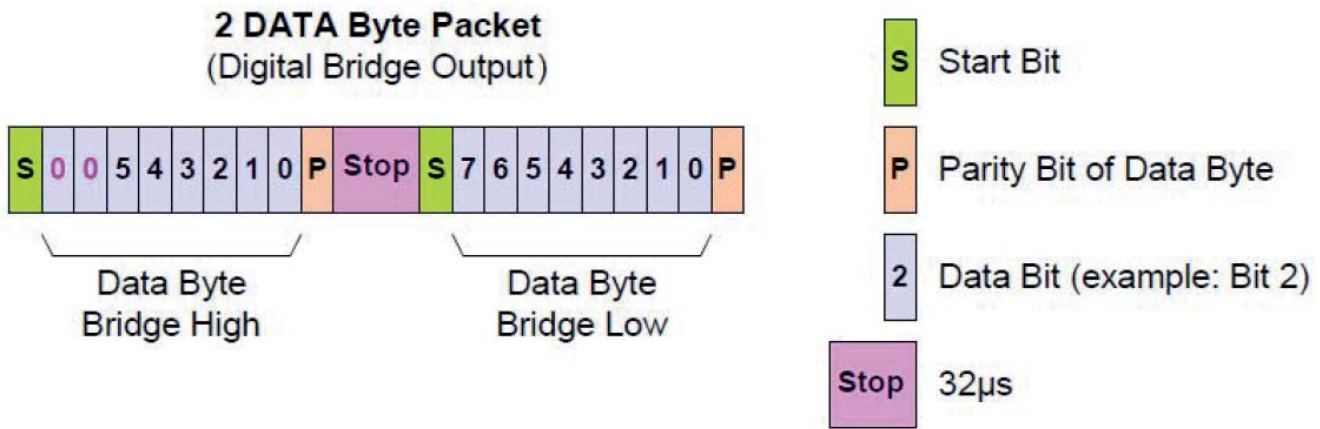 2 DATA Byte Packet
(Digital Bridge Output)
S 0 0 5 4 3 2 1 0 P Stop S 7 6 5 4 3 2 1 0 P
Data Byte
Bridge High
Data Byte
Bridge Low
S Start Bit
P Parity Bit of Data Byte
2 Data Bit (example: Bit 2)
Stop 32µs